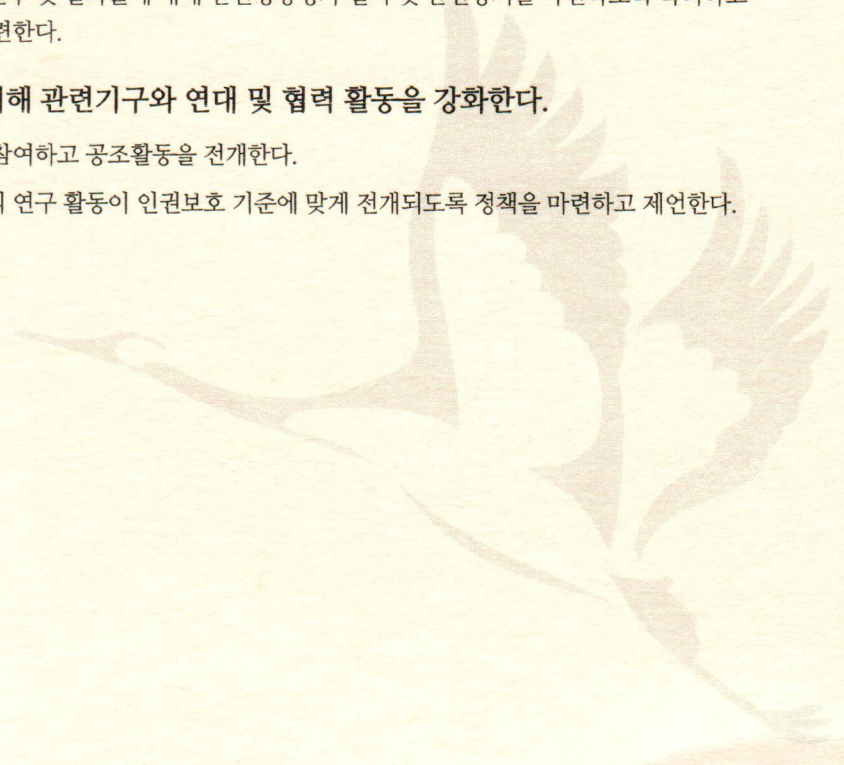 련한다.
해 관련기구와 연대 및 협력 활동을 강화한다.
참여하고 공조활동을 전개한다.
연구 활동이 인권보호 기준에 맞게 전개되도록 정책을 마련하고 제언한다.